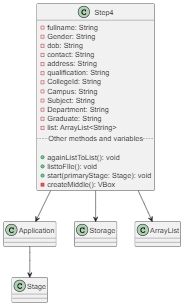 C Step4
fullname: String
Gender: String
dob: String
contact: String
address: String
qualification: String
CollegeId: String
Campus: String
Subject: String
Department: String
Graduate: String
list: ArrayList<String>
Other methods and variables
againListToList(): void
listtoFile(): void
start(primaryStage: Stage): void
createMiddle(): VBox
C Application
C Storage
C ArrayList
C Stage